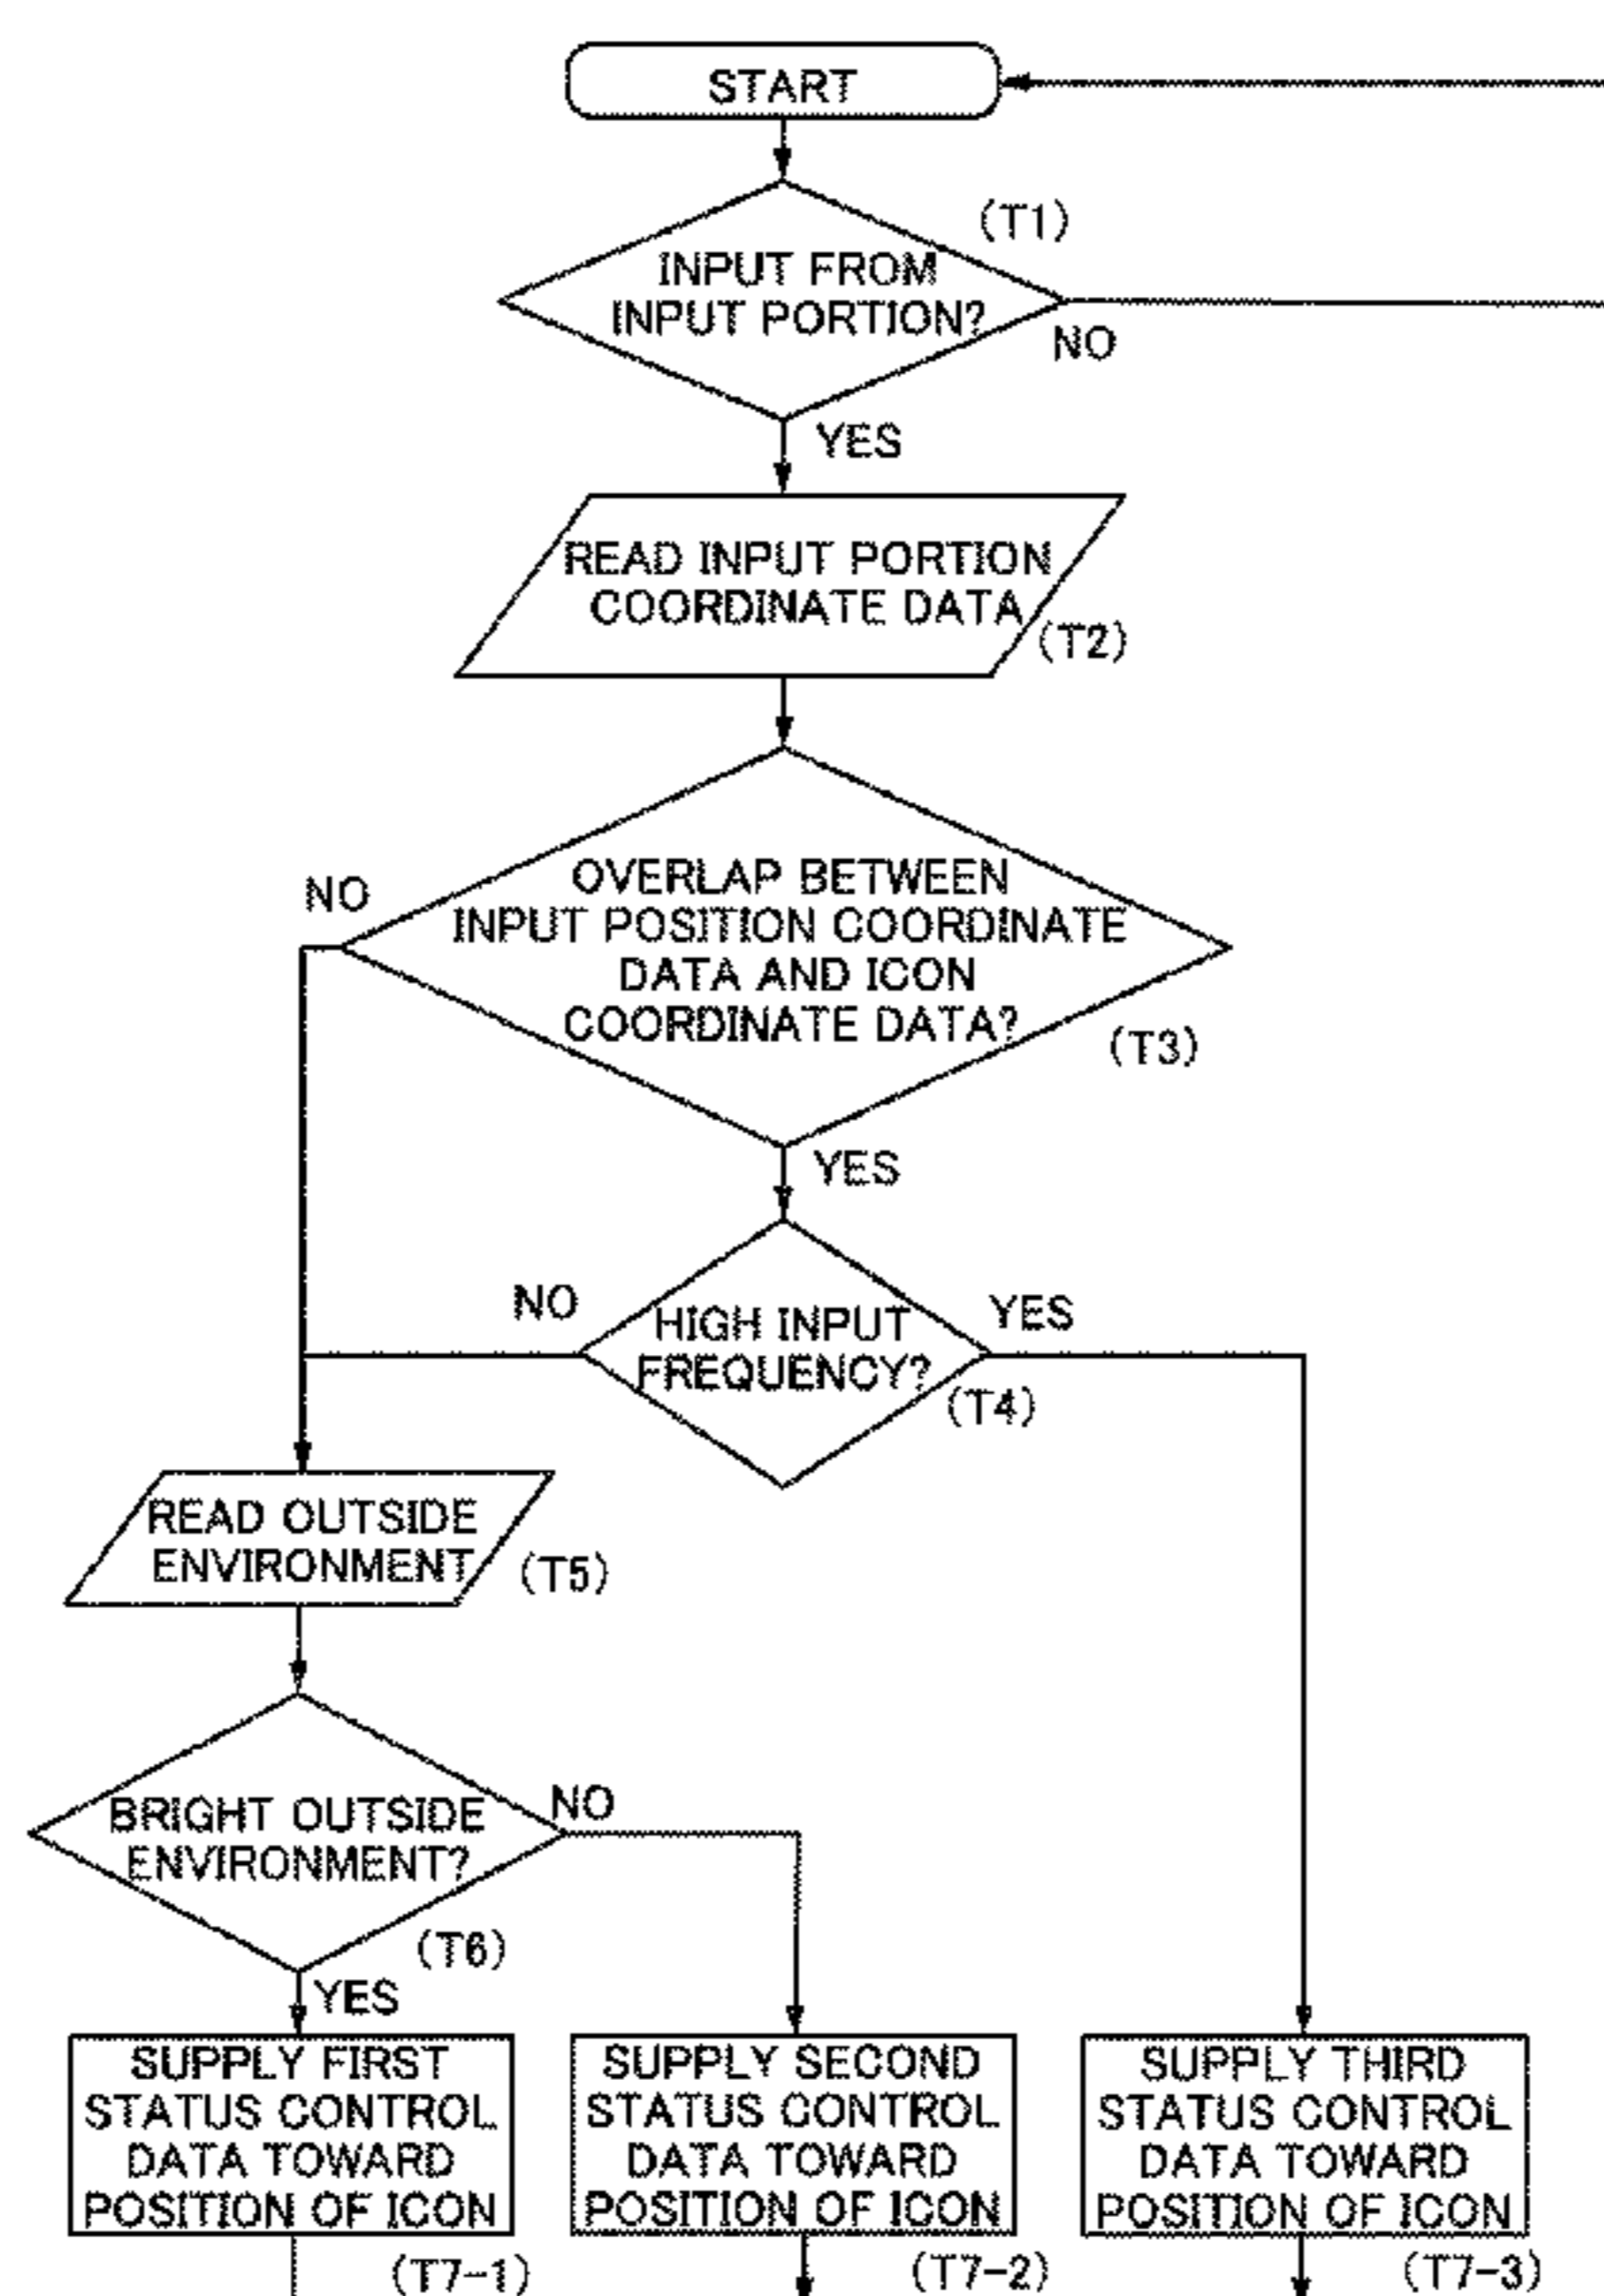 START
(T1)
INPUT FROM
INPUT PORTION?
NO
YES
READ INPUT PORTION
COORDINATE DATA
(T2)
NO
OVERLAP BETWEEN
INPUT POSITION COORDINATE
DATA AND ICON
COORDINATE DATA?
(T3)
YES
NO
HIGH INPUT
FREQUENCY?
YES
(T4)
READ OUTSIDE
ENVIRONMENT
(T5)
BRIGHT OUTSIDE
ENVIRONMENT?
NO
(T6)
YES
SUPPLY FIRST
STATUS CONTROL
DATA TOWARD
POSITION OF ICON
(T7-1)
SUPPLY SECOND
STATUS CONTROL
DATA TOWARD
POSITION OF ICON
(T7-2)
SUPPLY THIRD
STATUS CONTROL
DATA TOWARD
POSITION OF ICON
(T7-3)